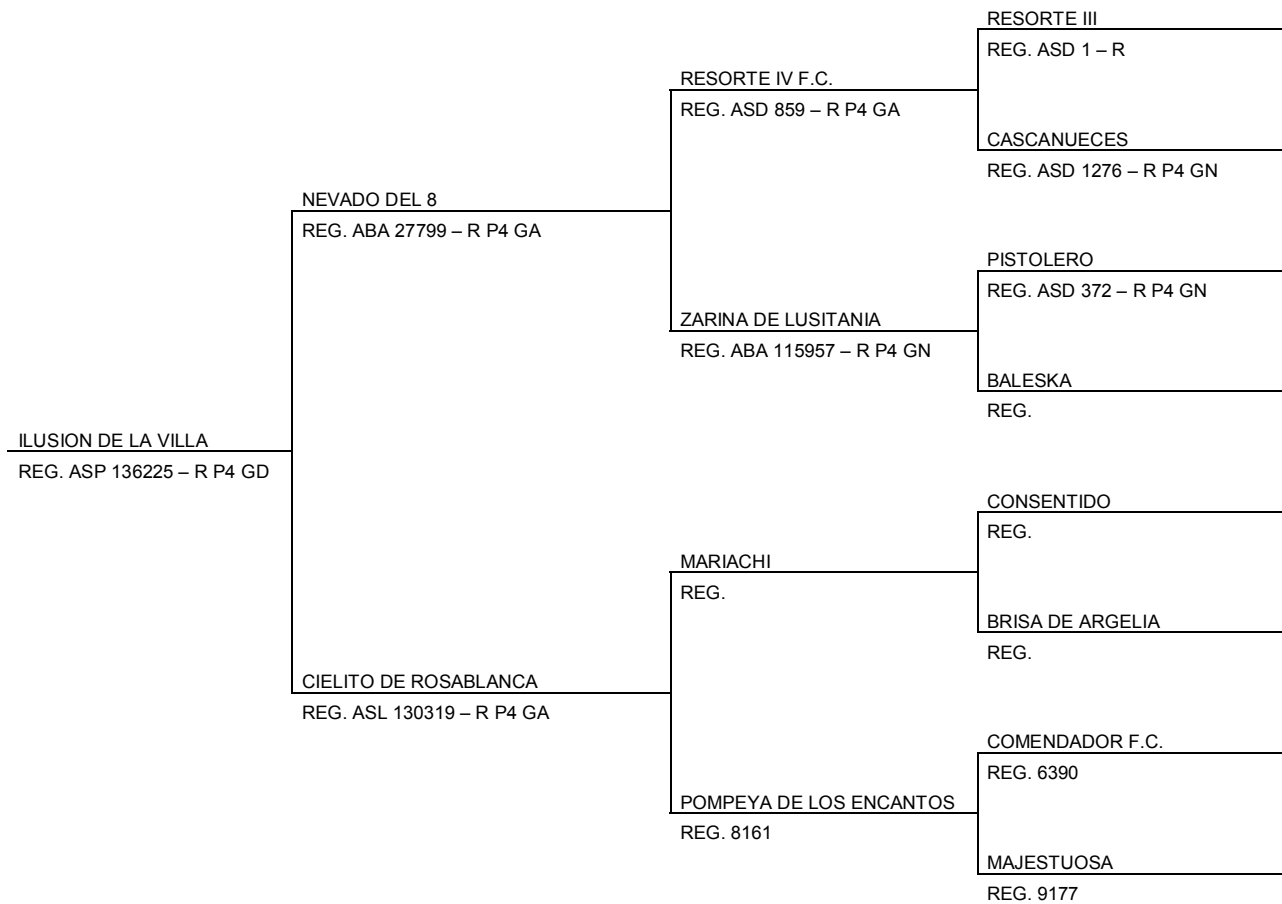 RESORTE III
REG. ASD 1 – R
RESORTE IV F.C.
REG. ASD 859 – R P4 GA
CASCANUECES
REG. ASD 1276 – R P4 GN
NEVADO DEL 8
REG. ABA 27799 – R P4 GA
PISTOLERO
REG. ASD 372 – R P4 GN
ZARINA DE LUSITANIA
REG. ABA 115957 – R P4 GN
BALESKA
REG.
ILUSION DE LA VILLA
REG. ASP 136225 – R P4 GD
CONSENTIDO
REG.
MARIACHI
REG.
BRISA DE ARGELIA
REG.
CIELITO DE ROSABLANCA
REG. ASL 130319 – R P4 GA
COMENDADOR F.C.
REG. 6390
POMPEYA DE LOS ENCANTOS
REG. 8161
MAJESTUOSA
REG. 9177